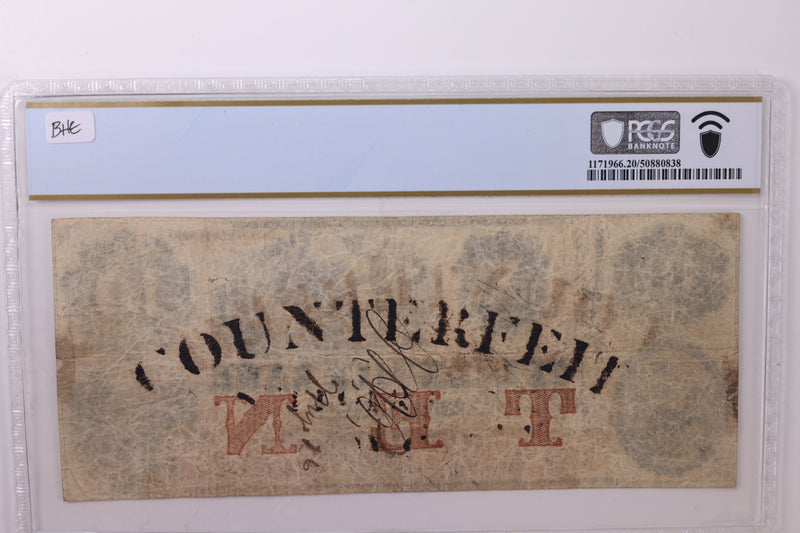 BHE
PCGS
BANKNOTE
1171966.20/50880838
COUNTERFEIT
TEN